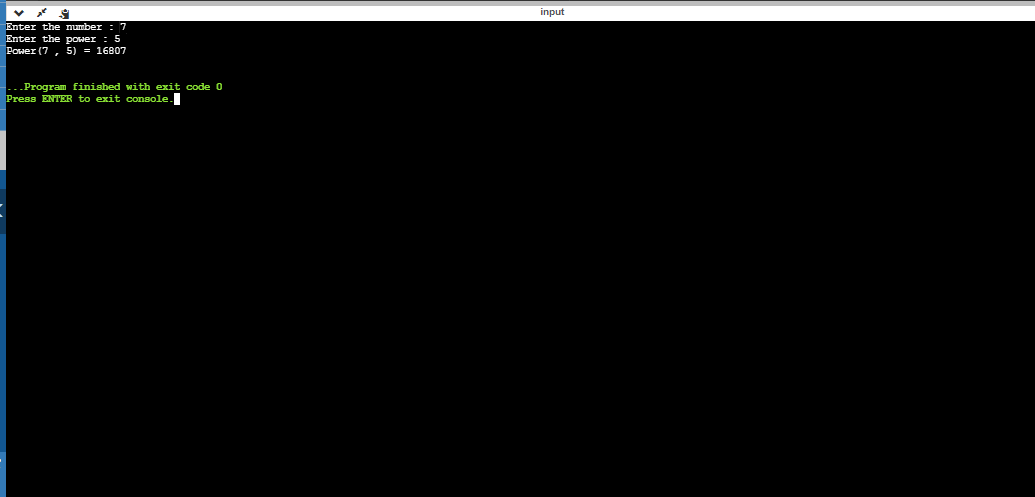 input
Enter the number : 7
Enter the power : 5
Power(7 , 5) = 16807
...Program finished with exit code 0
Press ENTER to exit console.